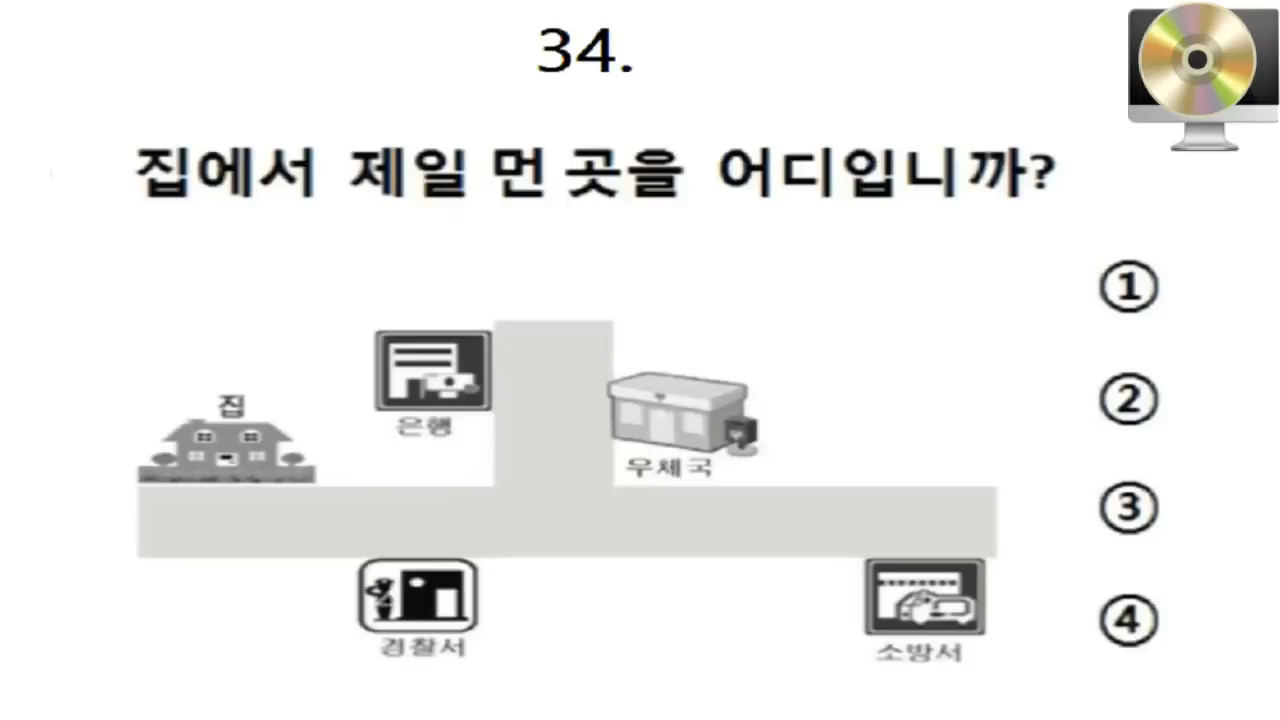 34.
집에서 제일 먼 곳을 어디입니까?
①
집
은행
②
우체국
③
경찰서
소방서
④